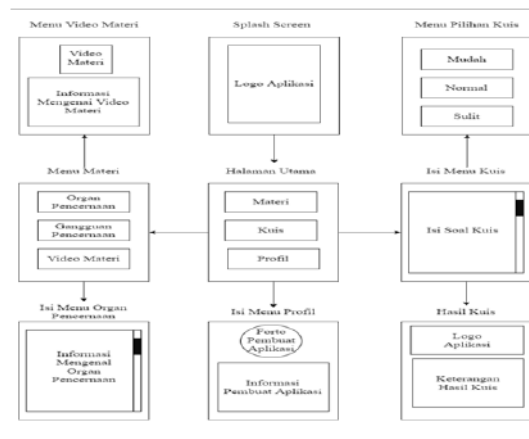 Menu Video Materi
Splash Screen
Menu Pilihan Kuis
Video
Materi
Informasi
Mengenai Video
Materi
Logo Aplikasi
Mudah
Normal
Sulit
Menu Materi
Halaman Utama
Isi Menu Kuis
Organ
Pencernaan
Gangguan
Pencernaan
Video Materi
Materi
Kuis
Profil
Isi Soal Kuis
Isi Menu Organ
Pencernaan
Isi Menu Profil
Hasil Kuis
Informasi
Mengenai
Organ
Pencernaan
Foto
Pembuat
Aplikasi
Informasi
Pembuat Aplikasi
Logo
Aplikasi
Keterangan
Hasil Kuis